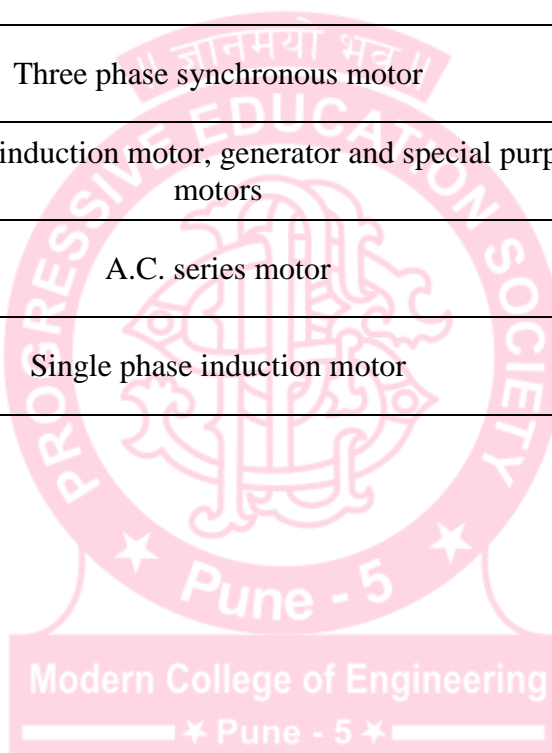 ॥ ज्ञानमयो भव ॥
Three phase synchronous motor
induction motor, generator and special purp
motors
A.C. series motor
Single phase induction motor
PROGRESSIVE EDUCATION SOCIETY
Pune - 5
Modern College of Engineering
Pune - 5